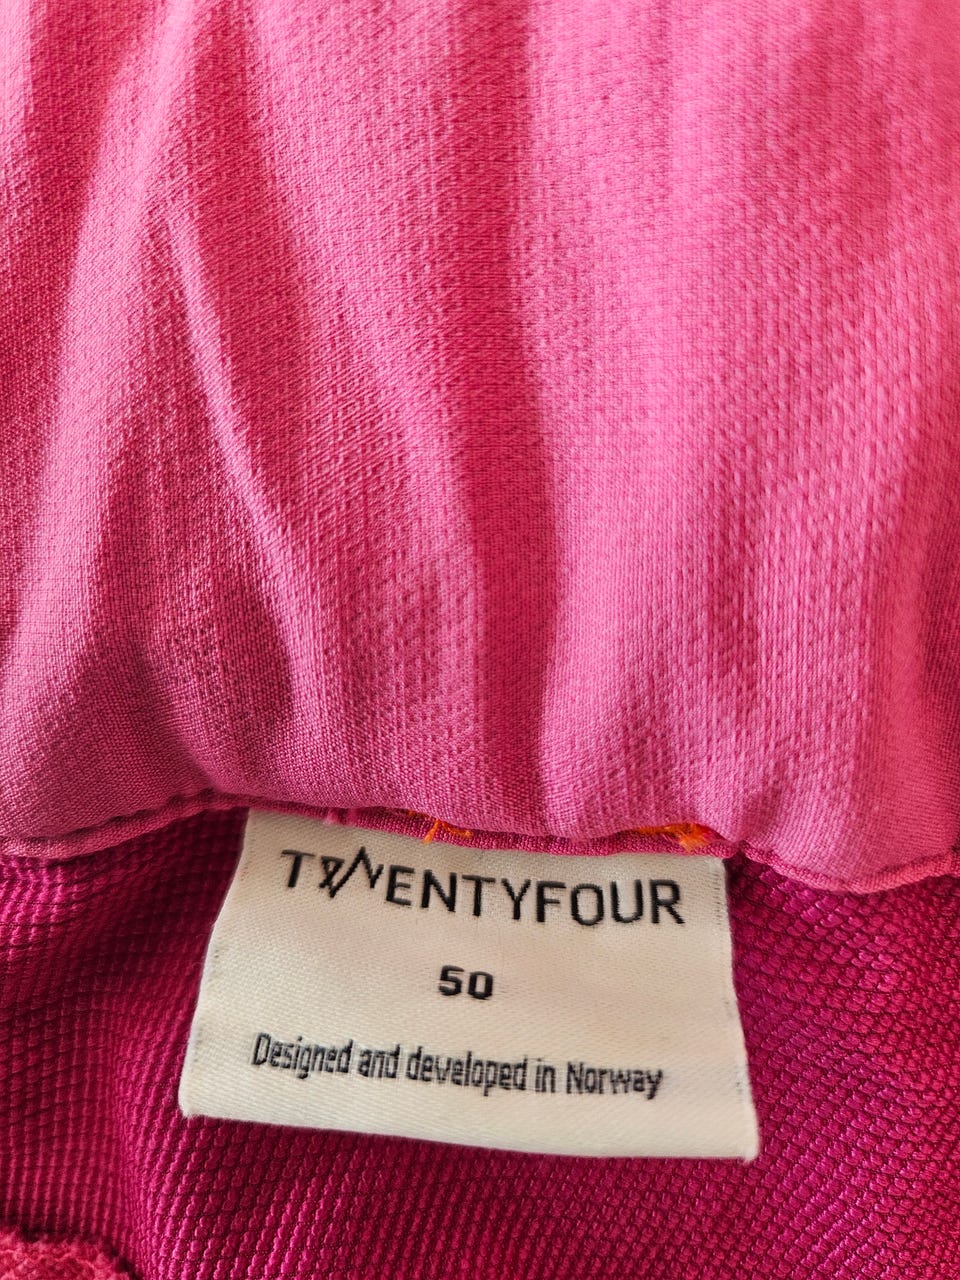 TWENTYFOUR
50
Designed and developed in Norway